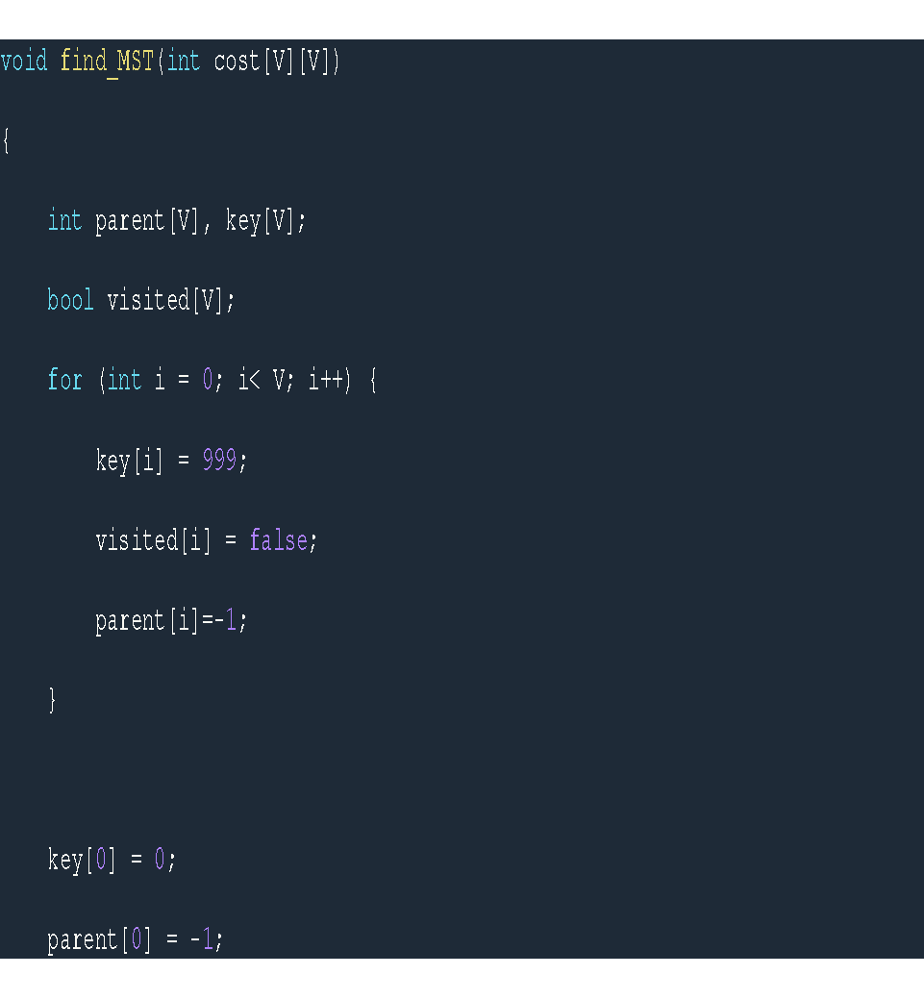 void find_MST(int cost[V][V])
{
    int parent[V], key[V];
    bool visited[V];
    for (int i = 0; i< V; i++) {
        key[i] = 999;
        visited[i] = false;
        parent[i]=-1;
    }
    key[0] = 0;
    parent[0] = -1;